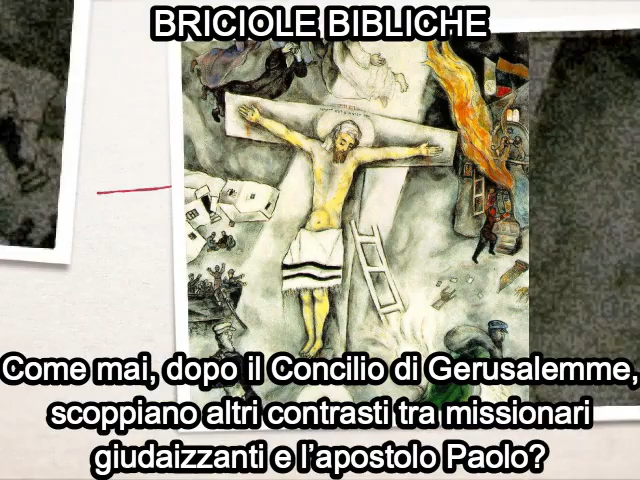 BRICIOLE BIBLICHE
Come mai, dopo il Concilio di Gerusalemme,
scoppiano altri contrasti tra missionari
giudaizzanti e l'apostolo Paolo?